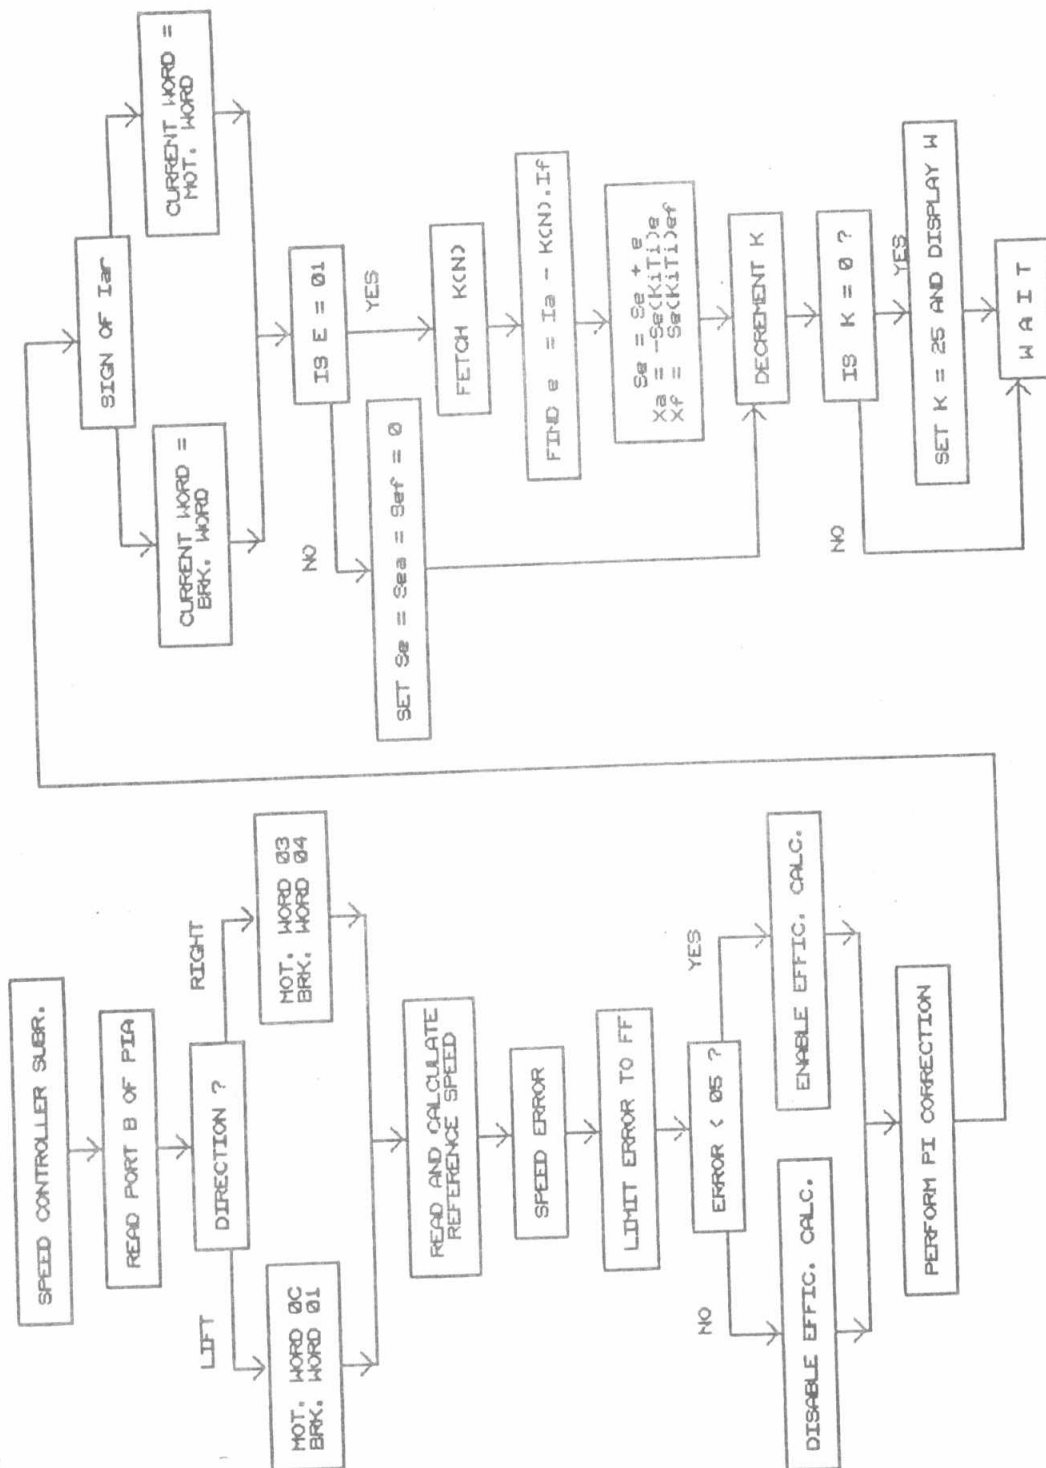 SPEED CONTROLLER SUBR.
READ PORT B OF PIA
DIRECTION ?
LIFT
RIGHT
MOT. WORD 0C
BRK. WORD 01
MOT. WORD 03
BRK. WORD 04
READ AND CALCULATE
REFERENCE SPEED
SPEED ERROR
LIMIT ERROR TO FF
ERROR < 05 ?
NO
YES
DISABLE EFFIC. CALC.
ENABLE EFFIC. CALC.
PERFORM PI CORRECTION
SIGN OF Iar
CURRENT WORD =
BRK. WORD
CURRENT WORD =
MOT. WORD
IS E = 01
NO
YES
SET Se = Sea = Sef = 0
FETCH K(N)
FIND e = Ia - K(N).If
Se = Se + e
Xa = -Se(KiTi)e
Xf = Se(KiTi)ef
DECREMENT K
IS K = 0 ?
NO
YES
SET K = 25 AND DISPLAY W
W A I T